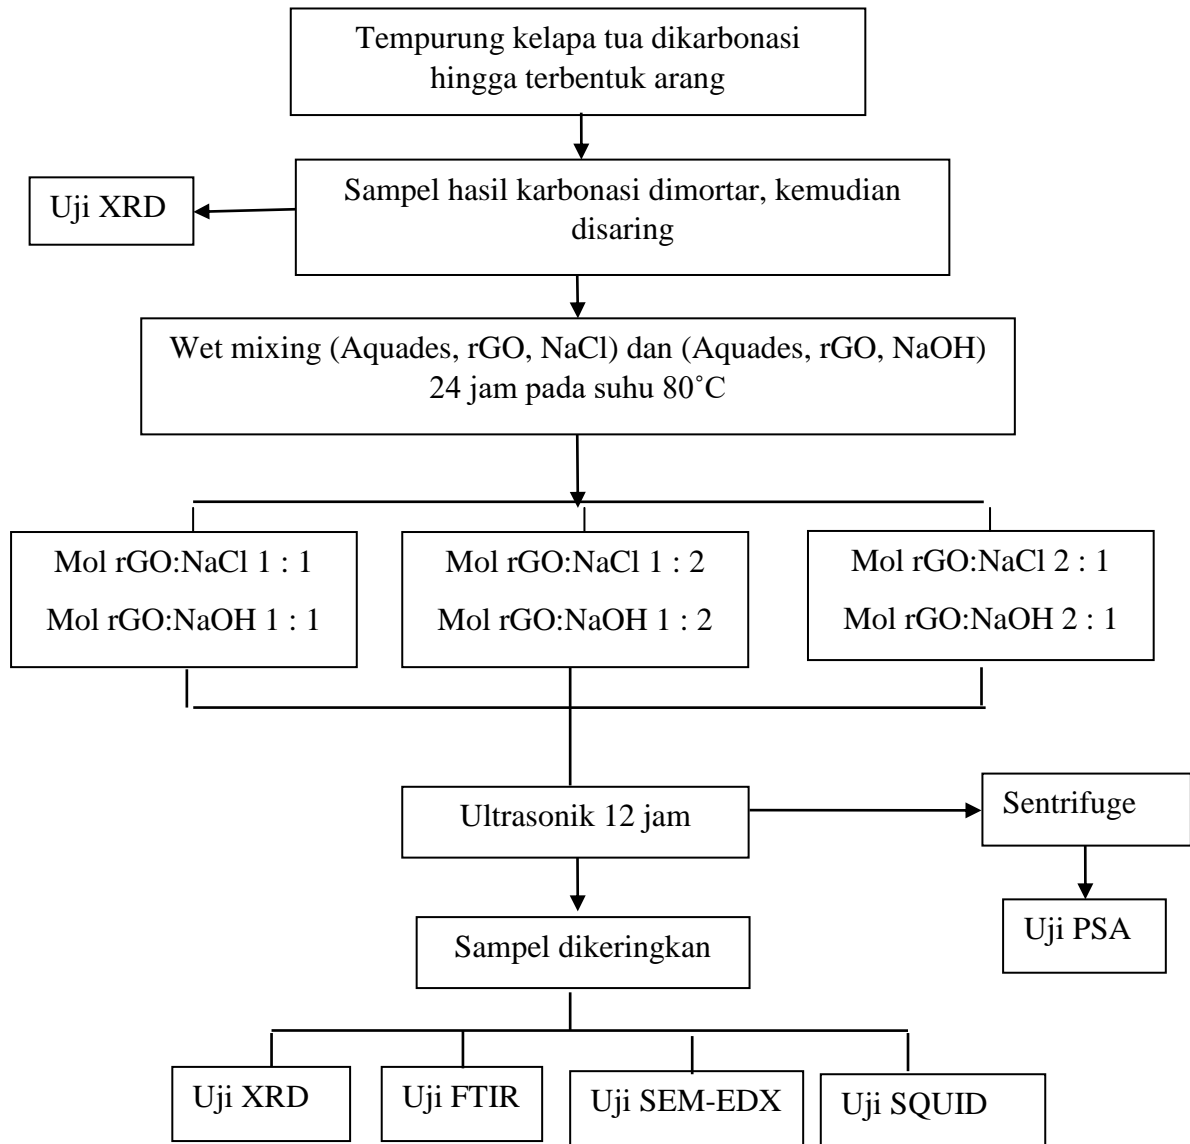 Tempurung kelapa tua dikarbonasi
hingga terbentuk arang
Uji XRD
Sampel hasil karbonasi dimortar, kemudian
disaring
Wet mixing (Aquades, rGO, NaCl) dan (Aquades, rGO, NaOH)
24 jam pada suhu 80˚C
Mol rGO:NaCl 1 : 1
Mol rGO:NaOH 1 : 1
Mol rGO:NaCl 1 : 2
Mol rGO:NaOH 1 : 2
Mol rGO:NaCl 2 : 1
Mol rGO:NaOH 2 : 1
Ultrasonik 12 jam
Sentrifuge
Uji PSA
Sampel dikeringkan
Uji XRD
Uji FTIR
Uji SEM-EDX
Uji SQUID